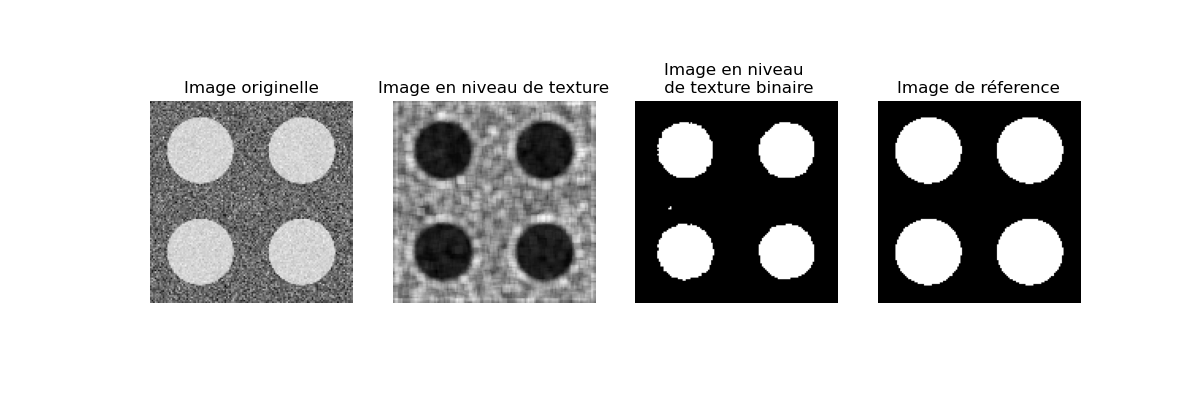 Image originelle
Image en niveau de texture
Image en niveau
de texture binaire
Image de réference